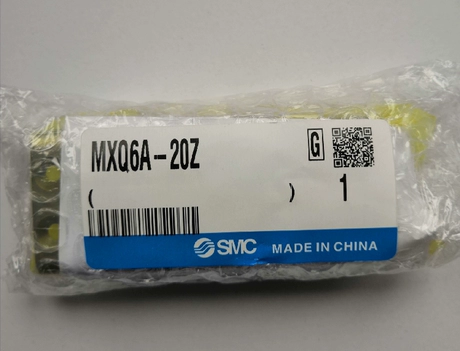 MXQ6A-20Z
G
( ) 1
SMC MADE IN CHINA